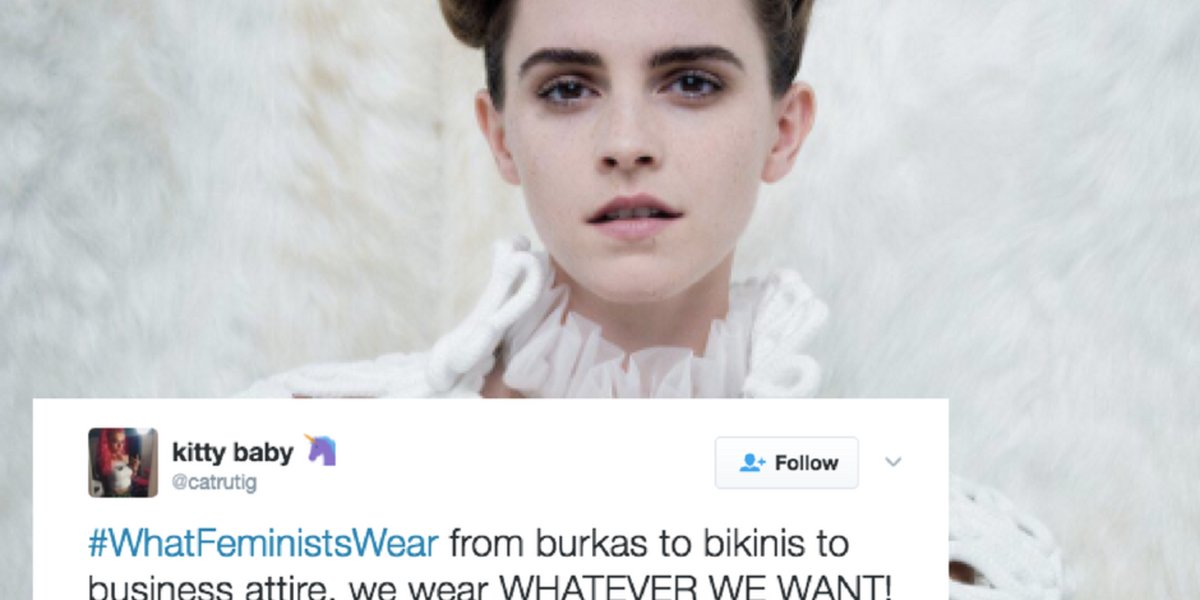 kitty baby 🦄
@catrutig
Follow
#WhatFeministsWear from burkas to bikinis to
business attire, we wear WHATEVER WE WANT!